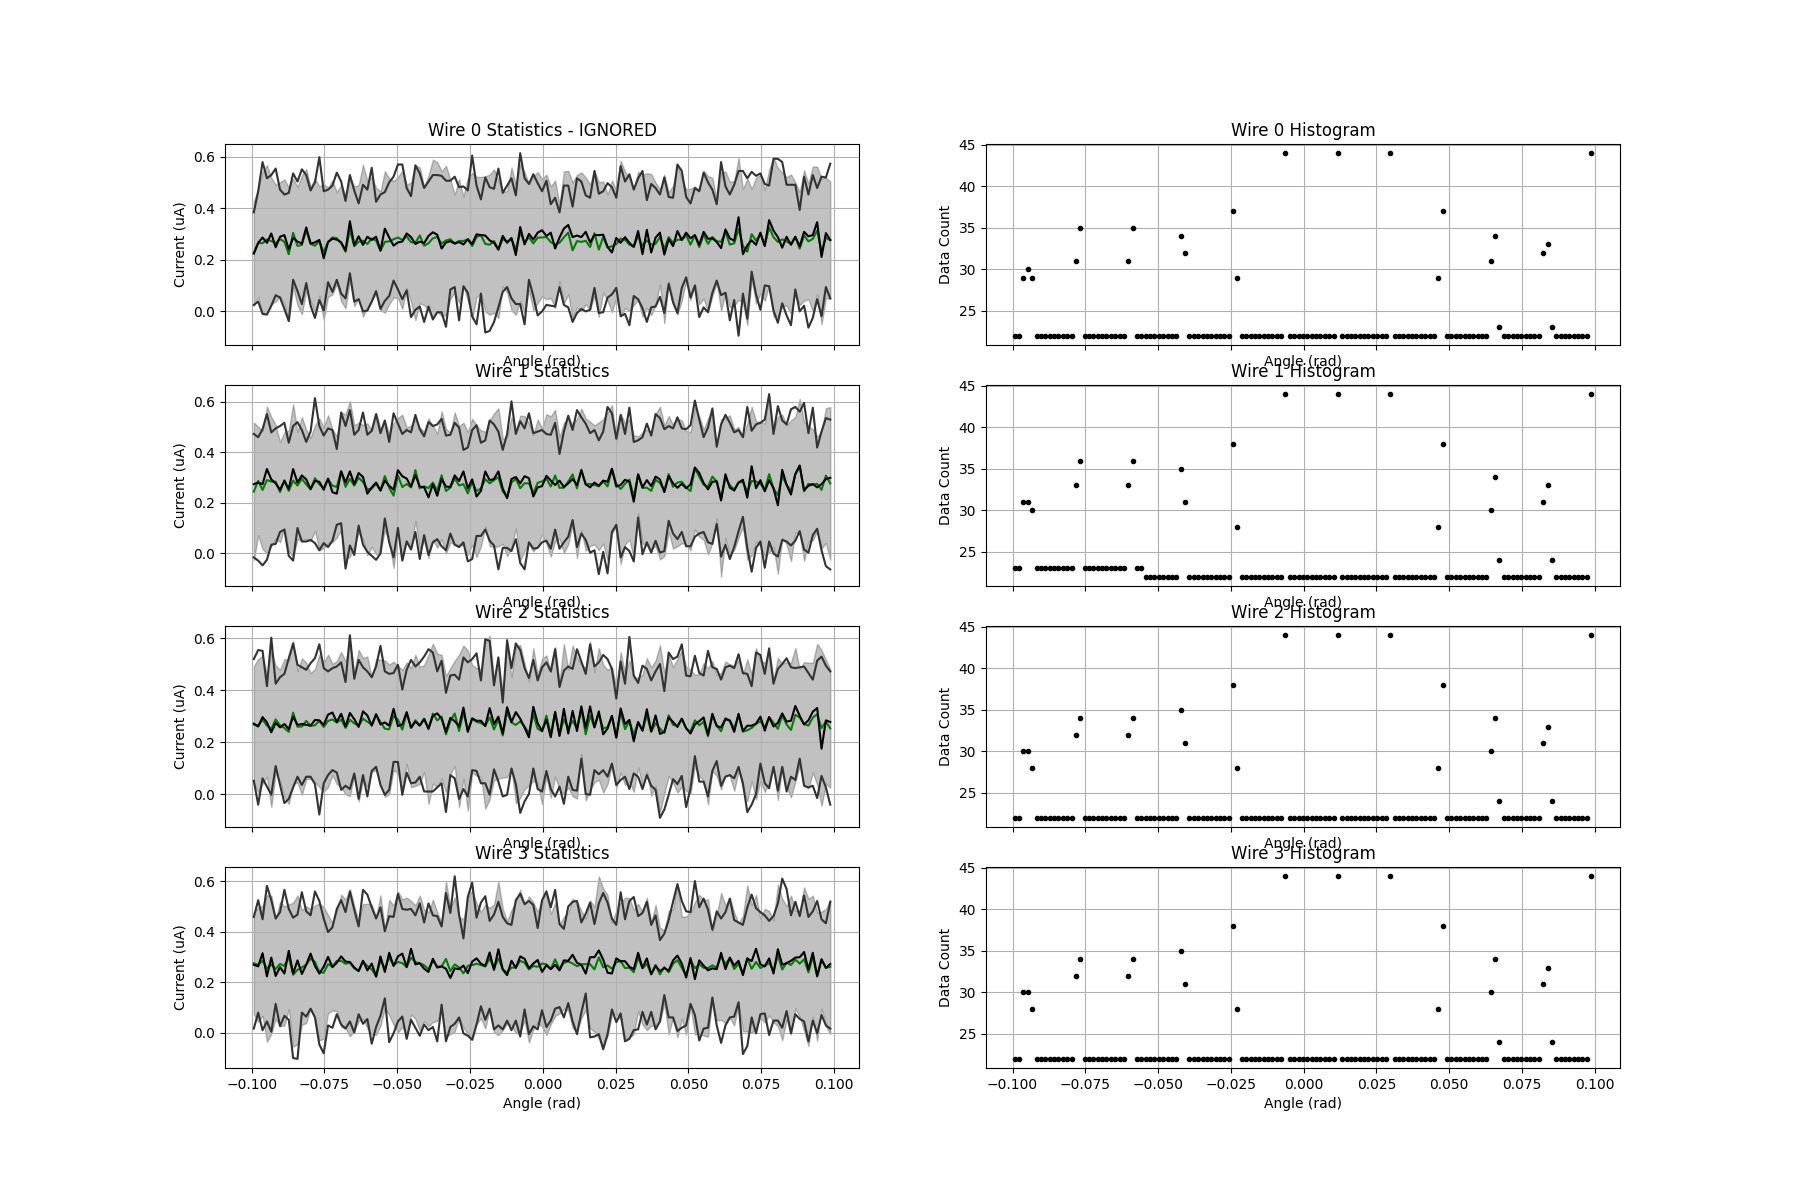 Wire 0 Statistics - IGNORED
Current (uA)
0.6
0.4
0.2
0.0
Angle (rad)
Wire 0 Histogram
Data Count
45
40
35
30
25
Angle (rad)
Wire 1 Statistics
Current (uA)
0.6
0.4
0.2
0.0
Angle (rad)
Wire 1 Histogram
Data Count
45
40
35
30
25
Angle (rad)
Wire 2 Statistics
Current (uA)
0.6
0.4
0.2
0.0
Angle (rad)
Wire 2 Histogram
Data Count
45
40
35
30
25
Angle (rad)
Wire 3 Statistics
Current (uA)
0.6
0.4
0.2
0.0
−0.100 −0.075 −0.050 −0.025 0.000 0.025 0.050 0.075 0.100
Angle (rad)
Wire 3 Histogram
Data Count
45
40
35
30
25
−0.100 −0.075 −0.050 −0.025 0.000 0.025 0.050 0.075 0.100
Angle (rad)